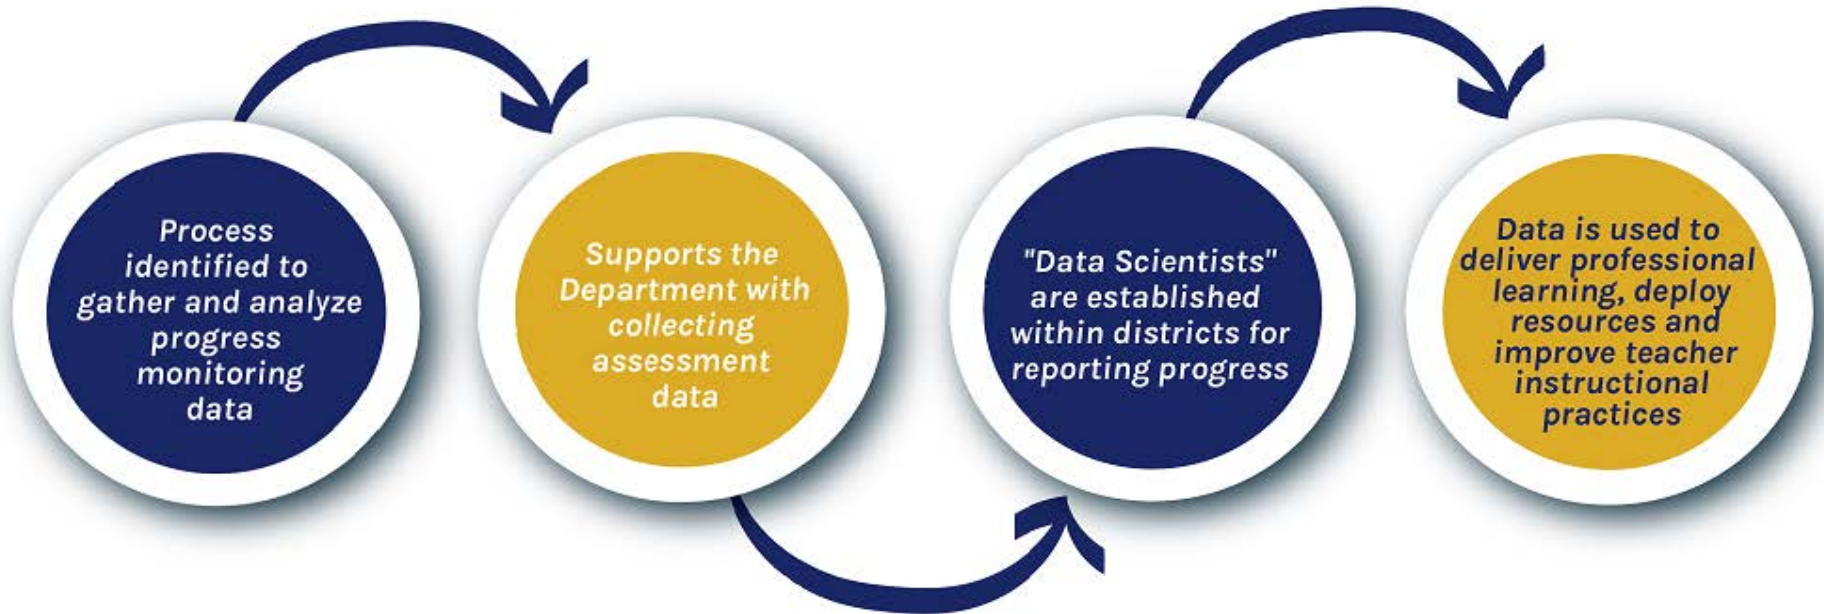 Process
identified to
gather and analyze
progress
monitoring
data
Supports the
Department with
collecting
assessment
data
"Data Scientists"
are established
within districts for
reporting progress
Data is used to
deliver professional
learning, deploy
resources and
improve teacher
instructional
practices